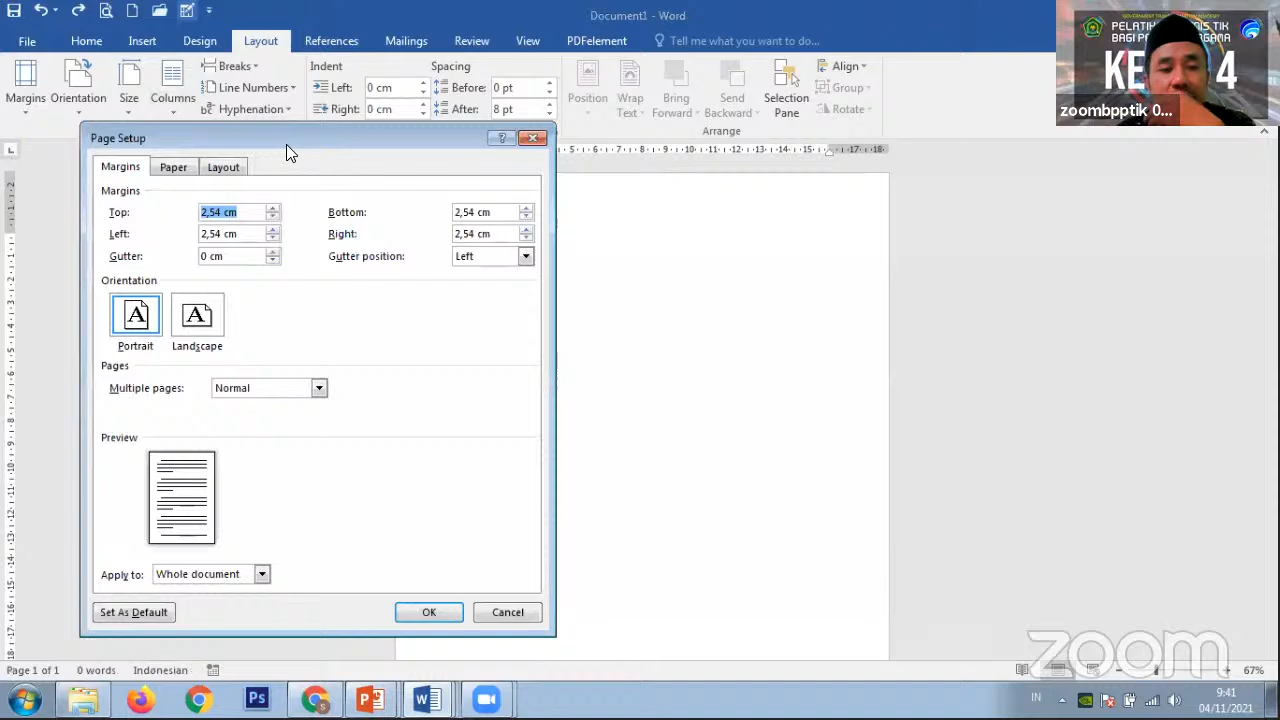 Document1 - Word
File Home Insert Design Layout References Mailings Review View PDFelement Tell me what you want to do...
Margins Orientation Size Columns
Breaks
Line Numbers
Hyphenation
Indent Spacing
Left: 0 cm Before: 0 pt
Right: 0 cm After: 8 pt
Position Wrap Text Bring Forward Send Backward Selection Pane
Align
Group
Rotate
Arrange
PELATI
BAGI P
KE 4
zoombpptik 0...
Page Setup
Margins Paper Layout
Margins
Top: 2,54 cm Bottom: 2,54 cm
Left: 2,54 cm Right: 2,54 cm
Gutter: 0 cm Gutter position: Left
Orientation
A A
Portrait Landscape
Pages
Multiple pages: Normal
Preview
Apply to: Whole document
Set As Default OK Cancel
zoom
Page 1 of 1 0 words Indonesian 67%
Ps
IN 9:41
04/11/2021